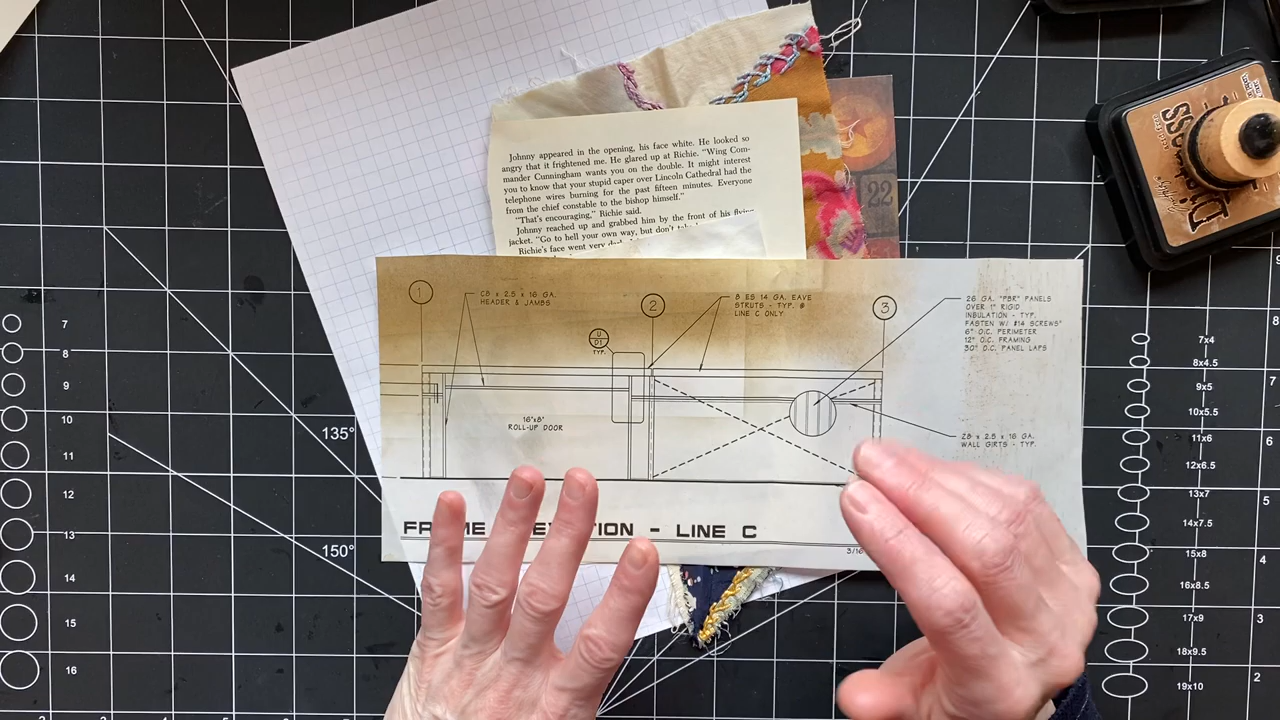 Johnny appeared in the opening, his face white. He looked so
angry that it frightened me. He glared up at Richie. "Wing Com-
mander Cunningham wants you on the double. It might interest
you to know that your stupid caper over Lincoln Cathedral had the
telephone wires burning for the past fifteen minutes. Everyone
from the chief constable to the bishop himself."
"That's encouraging," Richie said.
Johnny reached up and grabbed him by the front of his flying
jacket. "Go to hell your own way, but don't
Richie's face went very
22
1
C8 x 2.5 x 16 GA.
HEADER & JAMBS
2
8 ES 14 GA. EAVE
STRUTS - TYP. @
LINE C ONLY
3
26 GA. "PBR" PANELS
OVER 1" RIGID
INSULATION - TYP.
FASTEN W/ #14 SCREWS"
6" O.C. PERIMETER
12" O.C. FRAMING
30" O.C. PANEL LAPS
U
D1
TYP.
16'x8'
ROLL-UP DOOR
Z8 x 2.5 x 16 GA.
WALL GIRTS - TYP.
FRAME - LINE C
3/16
135°
150°
7
8
9
10
11
12
13
14
15
16
7x4
8x4.5
9x5
10x5.5
11x6
12x6.5
13x7
14x7.5
15x8
16x8.5
17x9
18x9.5
19x10
9
8
5
4
3
2
Distress